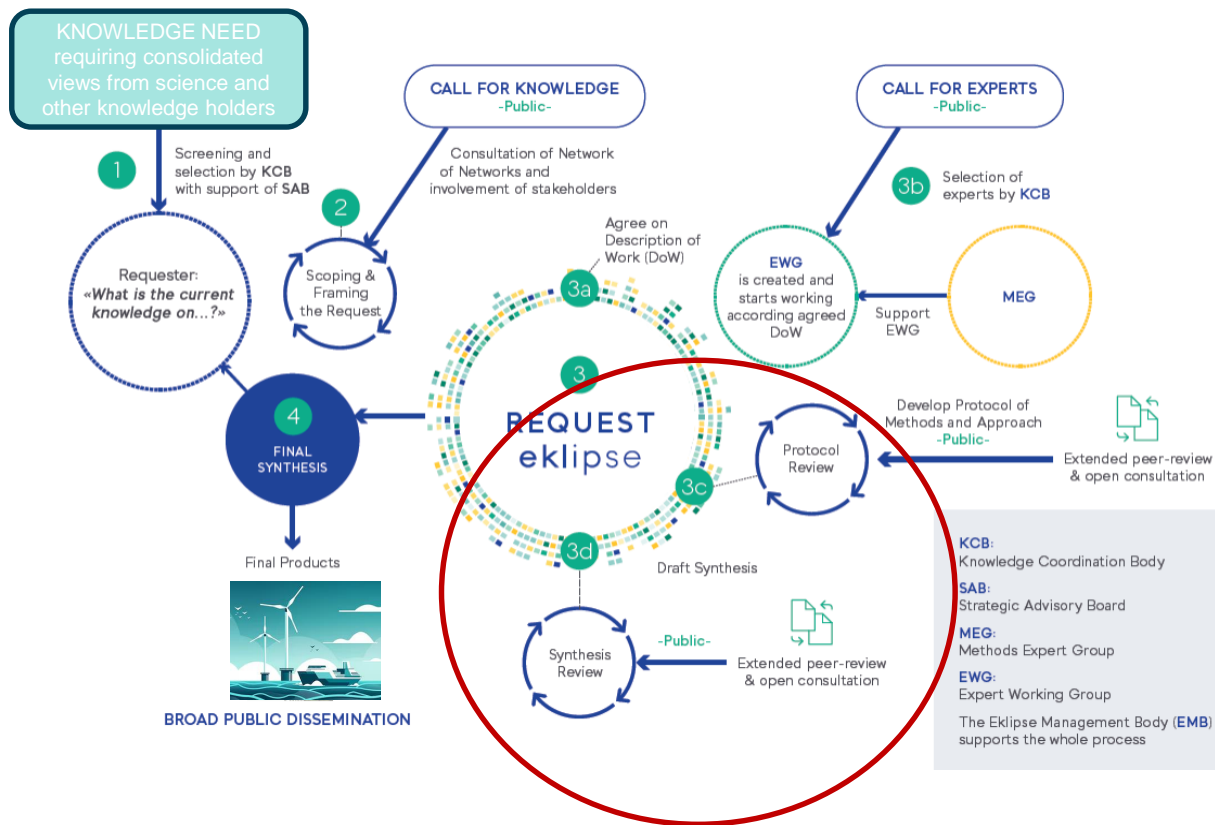 KNOWLEDGE NEED
requiring consolidated
views from science and
other knowledge holders
1
Screening and
selection by KCB
with support of SAB
Requester:
«What is the current
knowledge on...?»
CALL FOR KNOWLEDGE
-Public-
Consultation of Network
of Networks and
involvement of stakeholders
2
Scoping &
Framing
the Request
3a
Agree on
Description of
Work (DoW)
CALL FOR EXPERTS
-Public-
3b
Selection of
experts by KCB
EWG
is created and
starts working
according agreed
DoW
Support
EWG
MEG
3
REQUEST
eklipse
3c
Protocol
Review
Develop Protocol of
Methods and Approach
-Public-
Extended peer-review
& open consultation
3d
Draft Synthesis
Synthesis
Review
-Public-
Extended peer-review
& open consultation
4
FINAL
SYNTHESIS
Final Products
BROAD PUBLIC DISSEMINATION
KCB:
Knowledge Coordination Body
SAB:
Strategic Advisory Board
MEG:
Methods Expert Group
EWG:
Expert Working Group
The Eklipse Management Body (EMB)
supports the whole process